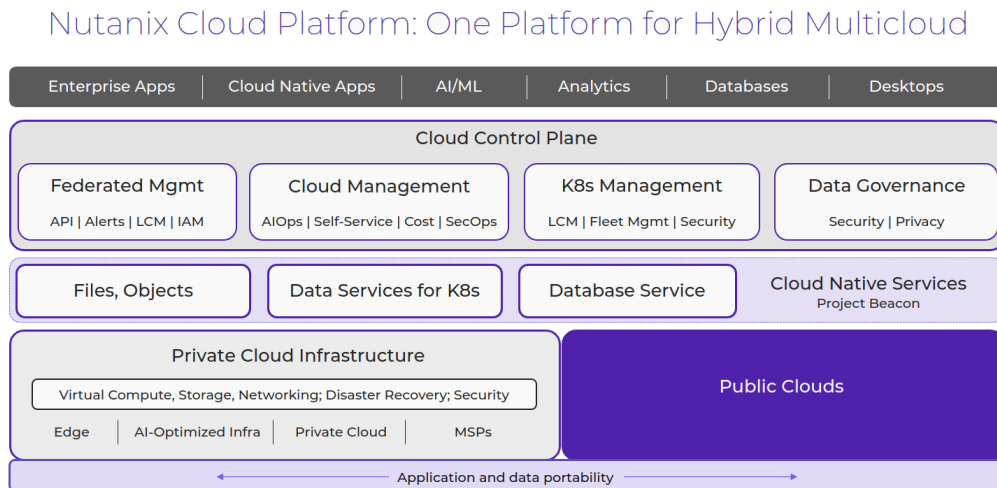 Nutanix Cloud Platform: One Platform for Hybrid Multicloud
Enterprise Apps | Cloud Native Apps | AI/ML | Analytics | Databases | Desktops
Cloud Control Plane
Federated Mgmt
API | Alerts | LCM | IAM
Cloud Management
AIOps | Self-Service | Cost | SecOps
K8s Management
LCM | Fleet Mgmt | Security
Data Governance
Security | Privacy
Files, Objects
Data Services for K8s
Database Service
Cloud Native Services
Project Beacon
Private Cloud Infrastructure
Virtual Compute, Storage, Networking; Disaster Recovery; Security
Edge | AI-Optimized Infra | Private Cloud | MSPs
Public Clouds
Application and data portability